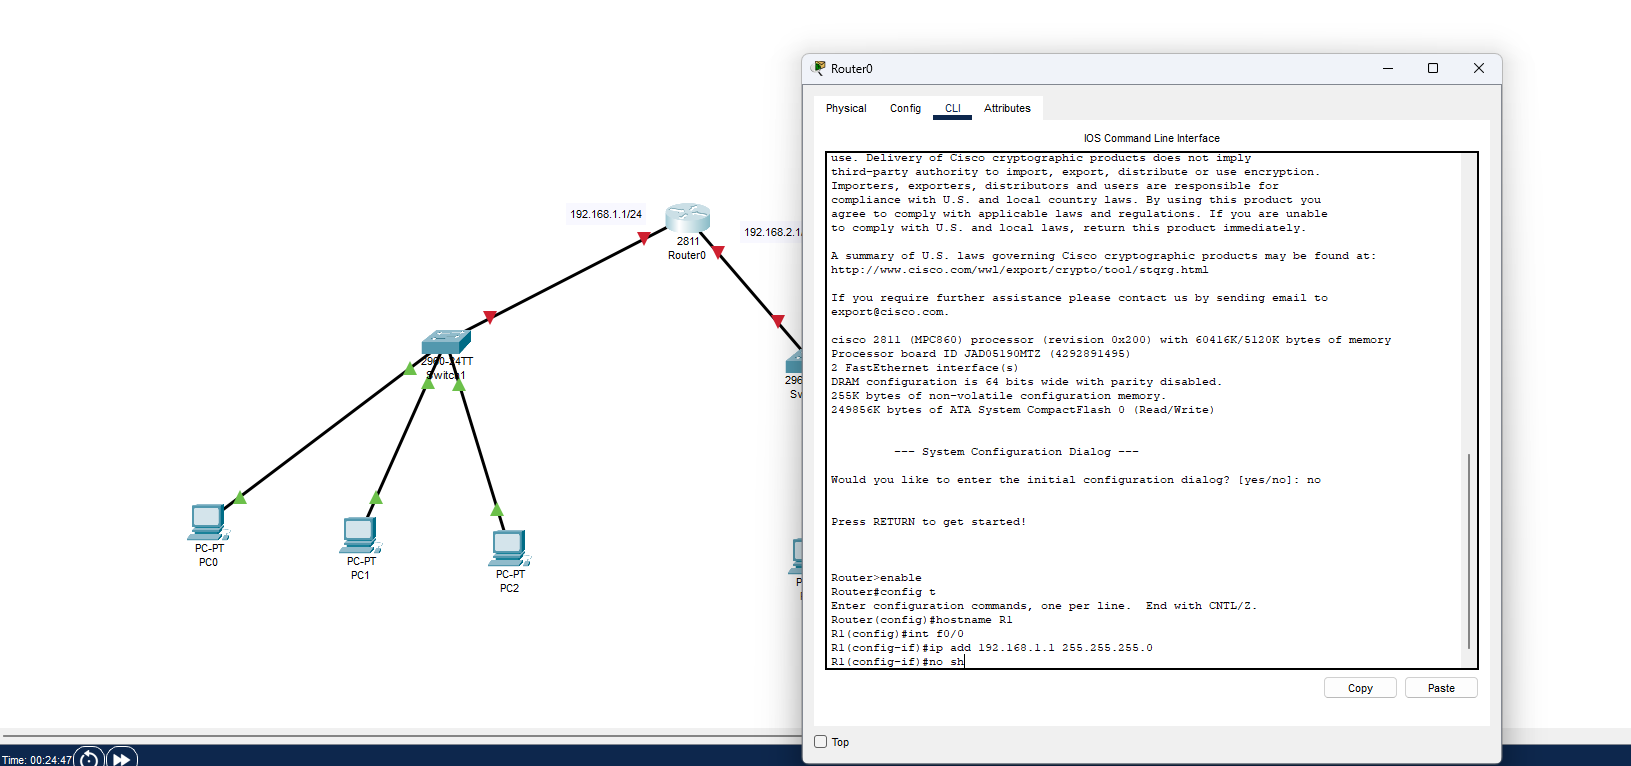 Router0
Physical
Config
CLI
Attributes
IOS Command Line Interface
use. Delivery of Cisco cryptographic products does not imply
third-party authority to import, export, distribute or use encryption.
Importers, exporters, distributors and users are responsible for
compliance with U.S. and local country laws. By using this product you
agree to comply with applicable laws and regulations. If you are unable
to comply with U.S. and local laws, return this product immediately.
A summary of U.S. laws governing Cisco cryptographic products may be found at:
http://www.cisco.com/wwl/export/crypto/tool/stqrg.html
If you require further assistance please contact us by sending email to
export@cisco.com.
cisco 2811 (MPC860) processor (revision 0x200) with 60416K/5120K bytes of memory
Processor board ID JAD05190MTZ (4292891495)
2 FastEthernet interface(s)
DRAM configuration is 64 bits wide with parity disabled.
255K bytes of non-volatile configuration memory.
249856K bytes of ATA System CompactFlash 0 (Read/Write)
--- System Configuration Dialog ---
Would you like to enter the initial configuration dialog? [yes/no]: no
Press RETURN to get started!
Router>enable
Router#config t
Enter configuration commands, one per line.  End with CNTL/Z.
Router(config)#hostname R1
R1(config)#int f0/0
R1(config-if)#ip add 192.168.1.1 255.255.255.0
R1(config-if)#no sh
Copy
Paste
Top
192.168.1.1/24
2811
Router0
192.168.2.1
2960-24TT
Switch1
296
Sw
PC-PT
PC0
PC-PT
PC1
PC-PT
PC2
P
Time: 00:24:47